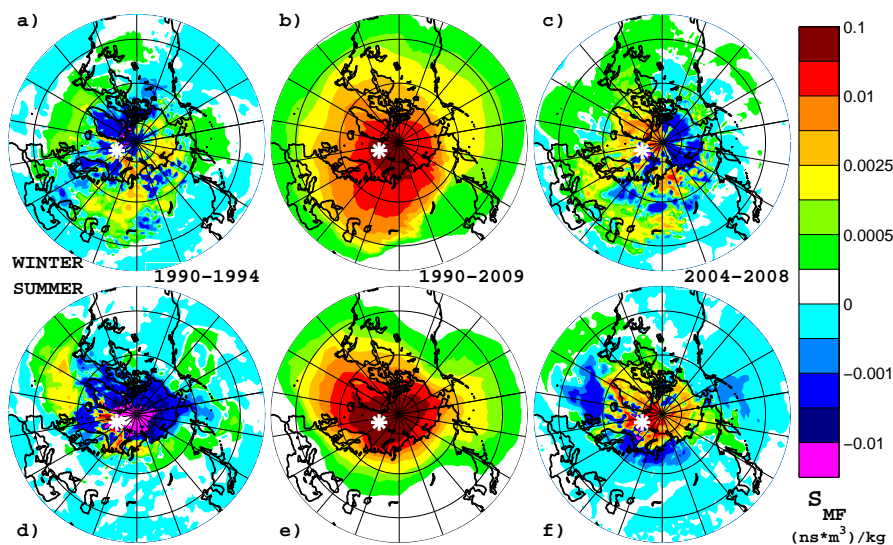 a) b) c)
0.1
0.01
0.0025
0.0005
0
-0.001
-0.01
WINTER
SUMMER
1990-1994 1990-2009 2004-2008
d) e) f)
S MF
(ns*m³)/kg